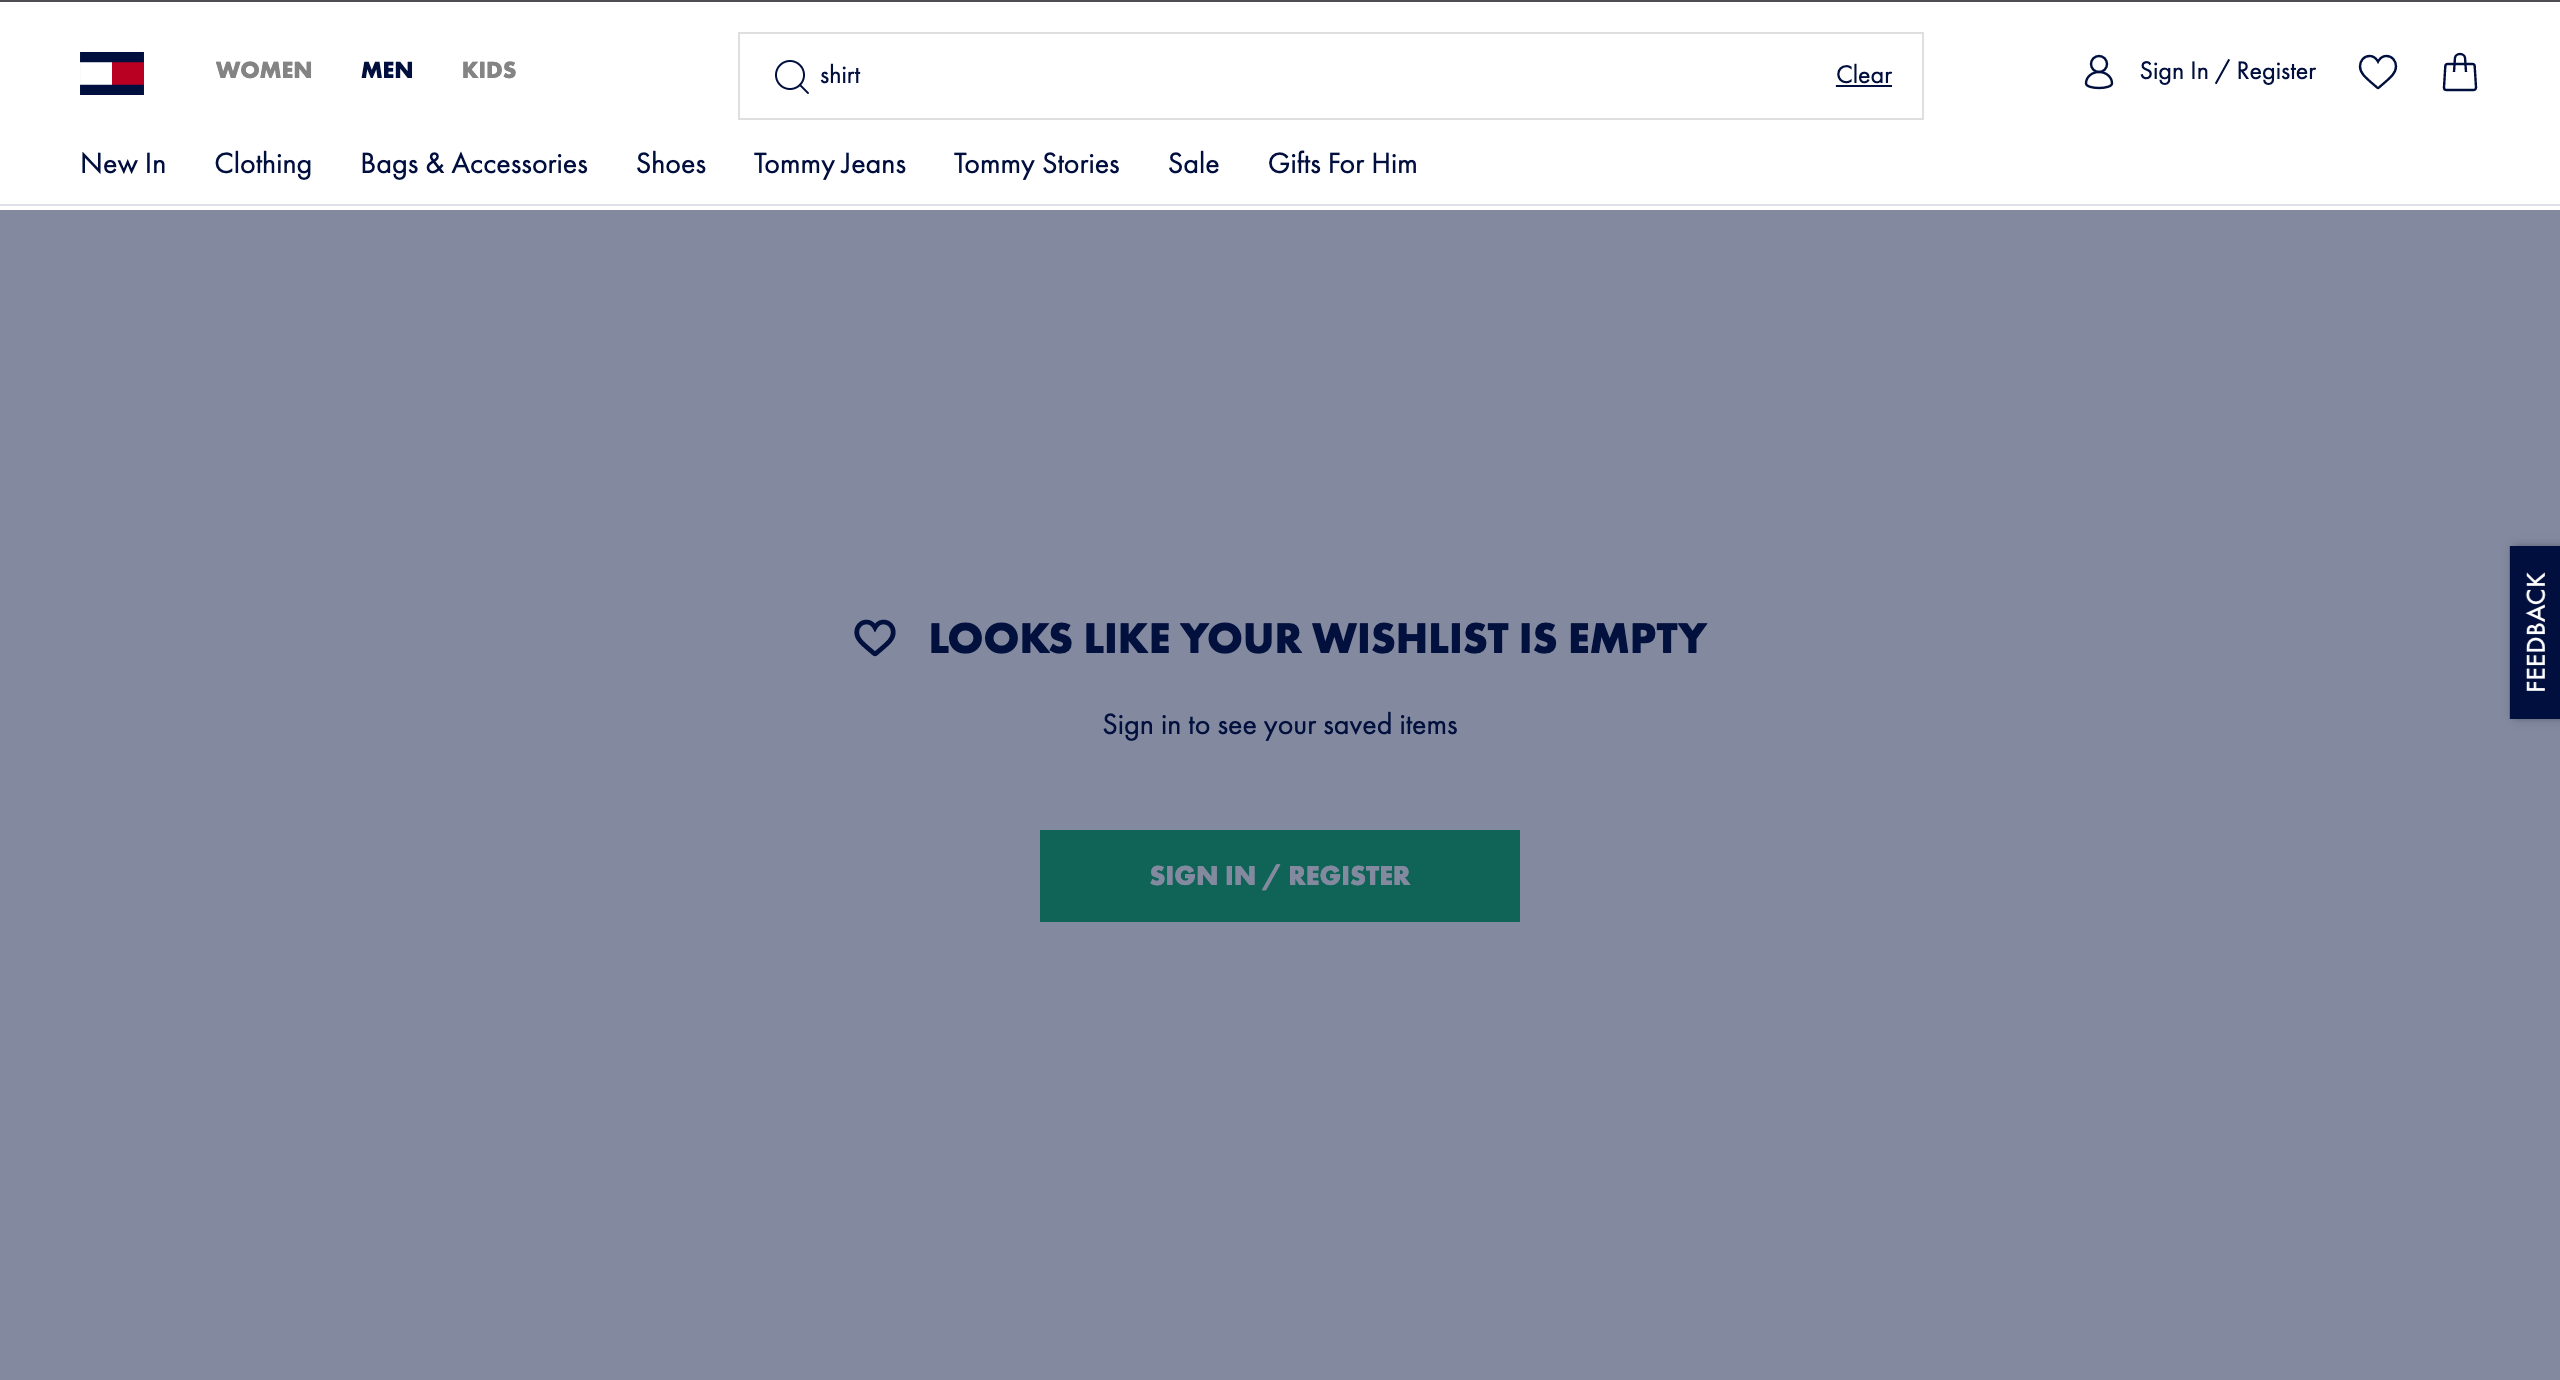 WOMEN MEN KIDS
shirt
Clear
Sign In / Register
New In Clothing Bags & Accessories Shoes Tommy Jeans Tommy Stories Sale Gifts For Him
FEEDBACK
LOOKS LIKE YOUR WISHLIST IS EMPTY
Sign in to see your saved items
SIGN IN / REGISTER